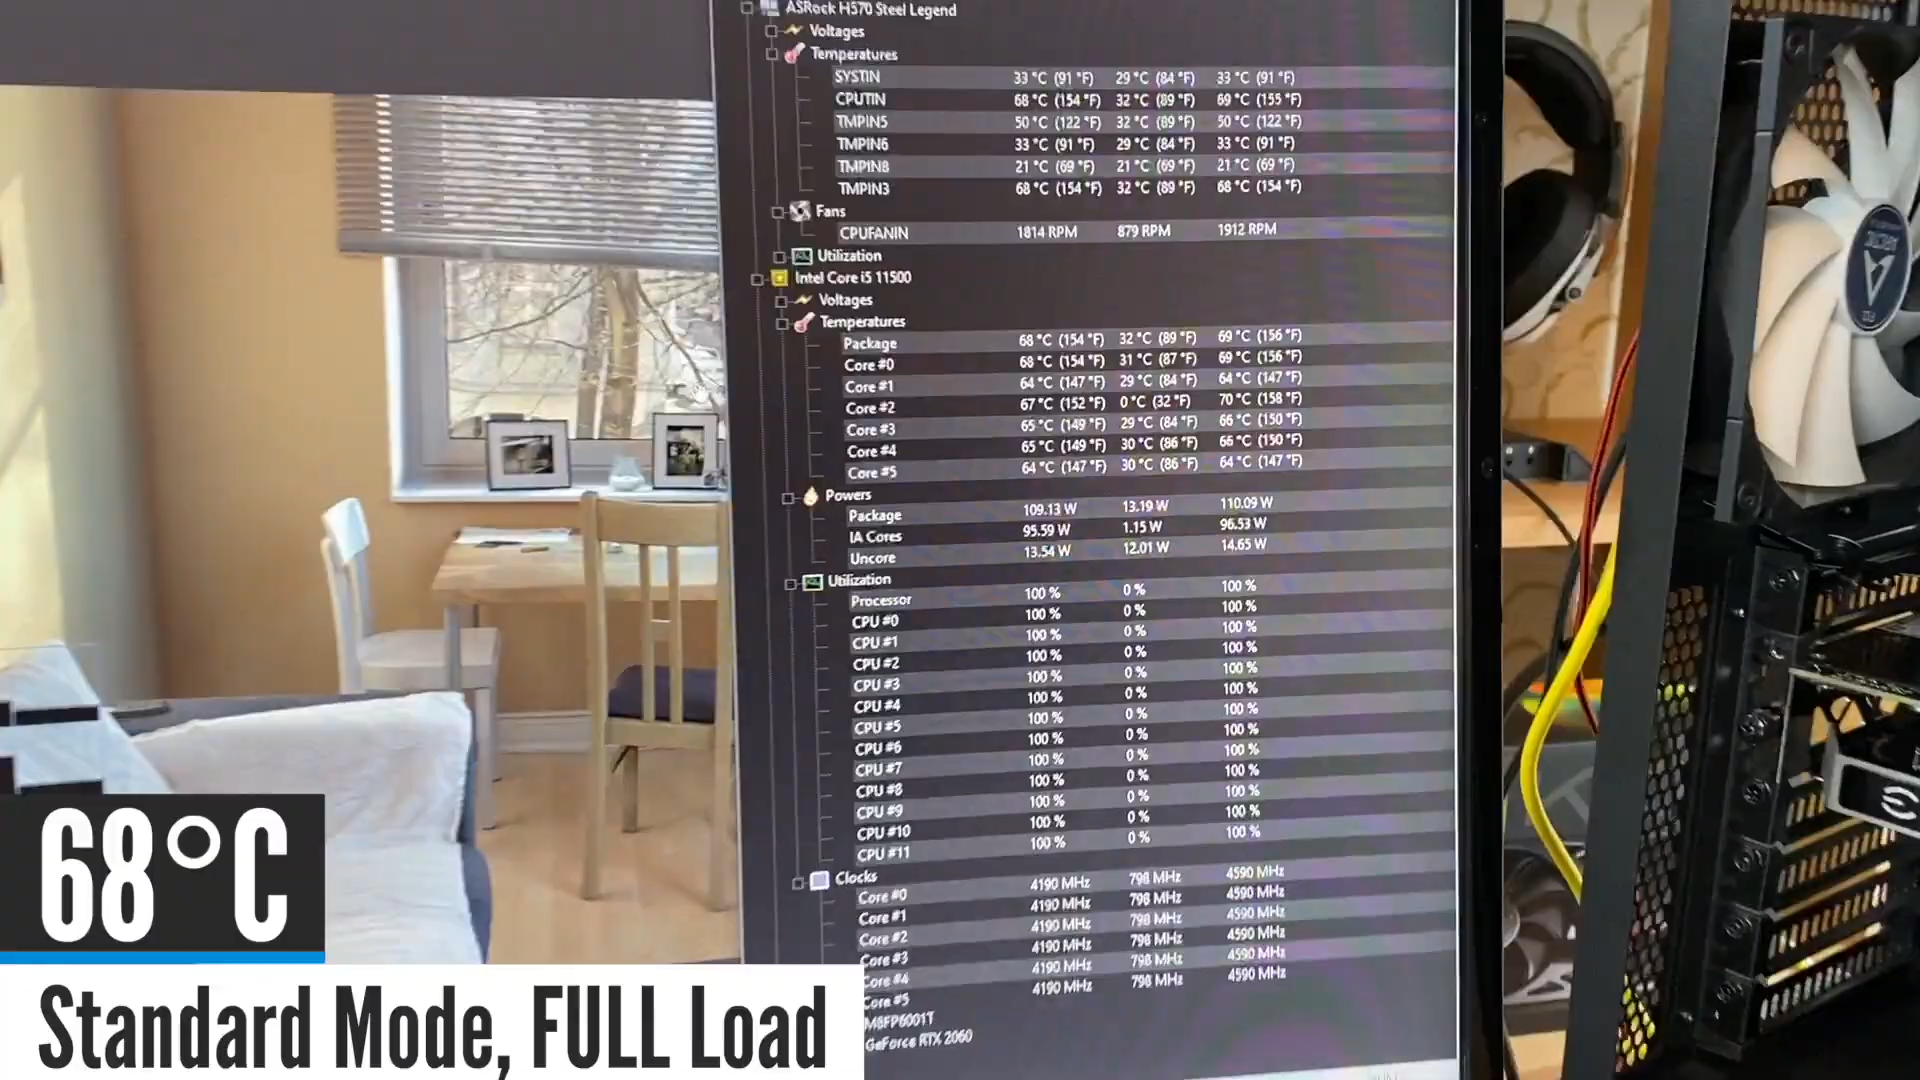 ASRock H570 Steel Legend
Voltages
Temperatures
SYSTIN 33 °C (91 °F) 29 °C (84 °F) 33 °C (91 °F)
CPUTIN 68 °C (154 °F) 32 °C (89 °F) 69 °C (155 °F)
TMPIN5 50 °C (122 °F) 32 °C (89 °F) 50 °C (122 °F)
TMPIN6 33 °C (91 °F) 29 °C (84 °F) 33 °C (91 °F)
TMPIN8 21 °C (69 °F) 21 °C (69 °F) 21 °C (69 °F)
TMPIN3 68 °C (154 °F) 32 °C (89 °F) 68 °C (154 °F)
Fans
CPUFANIN 1814 RPM 879 RPM 1912 RPM
Utilization
Intel Core i5 11500
Voltages
Temperatures
Package 68 °C (154 °F) 32 °C (89 °F) 69 °C (156 °F)
Core #0 68 °C (154 °F) 31 °C (87 °F) 69 °C (156 °F)
Core #1 64 °C (147 °F) 29 °C (84 °F) 64 °C (147 °F)
Core #2 67 °C (152 °F) 0 °C (32 °F) 70 °C (158 °F)
Core #3 65 °C (149 °F) 29 °C (84 °F) 66 °C (150 °F)
Core #4 65 °C (149 °F) 30 °C (86 °F) 66 °C (150 °F)
Core #5 64 °C (147 °F) 30 °C (86 °F) 64 °C (147 °F)
Powers
Package 109.13 W 13.19 W 110.09 W
IA Cores 95.59 W 1.15 W 96.53 W
Uncore 13.54 W 12.01 W 14.65 W
Utilization
Processor 100 % 0 % 100 %
CPU #0 100 % 0 % 100 %
CPU #1 100 % 0 % 100 %
CPU #2 100 % 0 % 100 %
CPU #3 100 % 0 % 100 %
CPU #4 100 % 0 % 100 %
CPU #5 100 % 0 % 100 %
CPU #6 100 % 0 % 100 %
CPU #7 100 % 0 % 100 %
CPU #8 100 % 0 % 100 %
CPU #9 100 % 0 % 100 %
CPU #10 100 % 0 % 100 %
CPU #11 100 % 0 % 100 %
Clocks
Core #0 4190 MHz 798 MHz 4590 MHz
Core #1 4190 MHz 798 MHz 4590 MHz
Core #2 4190 MHz 798 MHz 4590 MHz
Core #3 4190 MHz 798 MHz 4590 MHz
Core #4 4190 MHz 798 MHz 4590 MHz
Core #5 4190 MHz 798 MHz 4590 MHz
M8FP6001T
GeForce RTX 2060
68°C
Standard Mode, FULL Load
ARCTIC